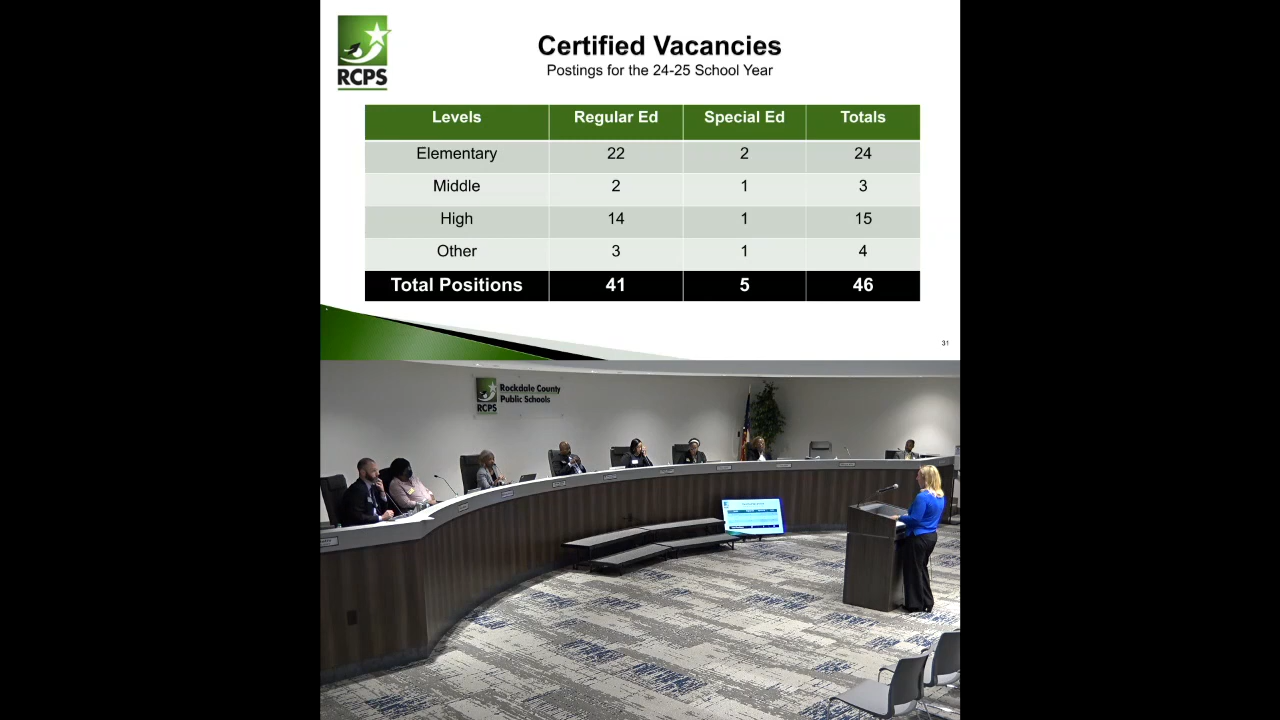 RCPS
Certified Vacancies
Postings for the 24-25 School Year
Levels Regular Ed Special Ed Totals
Elementary 22 2 24
Middle 2 1 3
High 14 1 15
Other 3 1 4
Total Positions 41 5 46
31
Rockdale County
Public Schools
RCPS